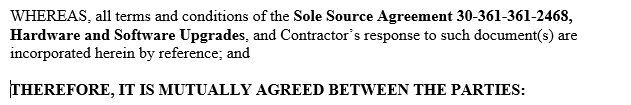 WHEREAS, all terms and conditions of the Sole Source Agreement 30-361-361-2468,
Hardware and Software Upgrades, and Contractor's response to such document(s) are
incorporated herein by reference; and
THEREFORE, IT IS MUTUALLY AGREED BETWEEN THE PARTIES: